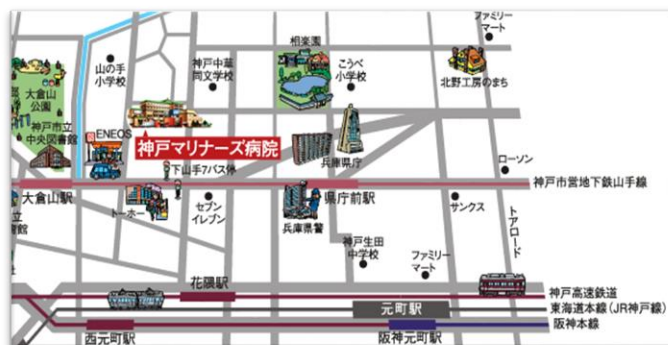 ファミリー
マート
相楽園
山の手
小学校
神戸中華
同文学校
こうべ
小学校
北野工房のまち
大倉山
公園
神戸市立
中央図書館
ENEOS
神戸マリナーズ病院
兵庫県庁
下山手7バス停
ローソン
大倉山駅
県庁前駅
神戸市営地下鉄山手線
トーホー
セブン
イレブン
兵庫県警
サンクス
トアロード
立
書館
神戸生田
中学校
ファミリー
マート
花隈駅
神戸高速鉄道
元町駅
東海道本線(JR神戸線)
西元町駅
阪神元町駅
阪神本線